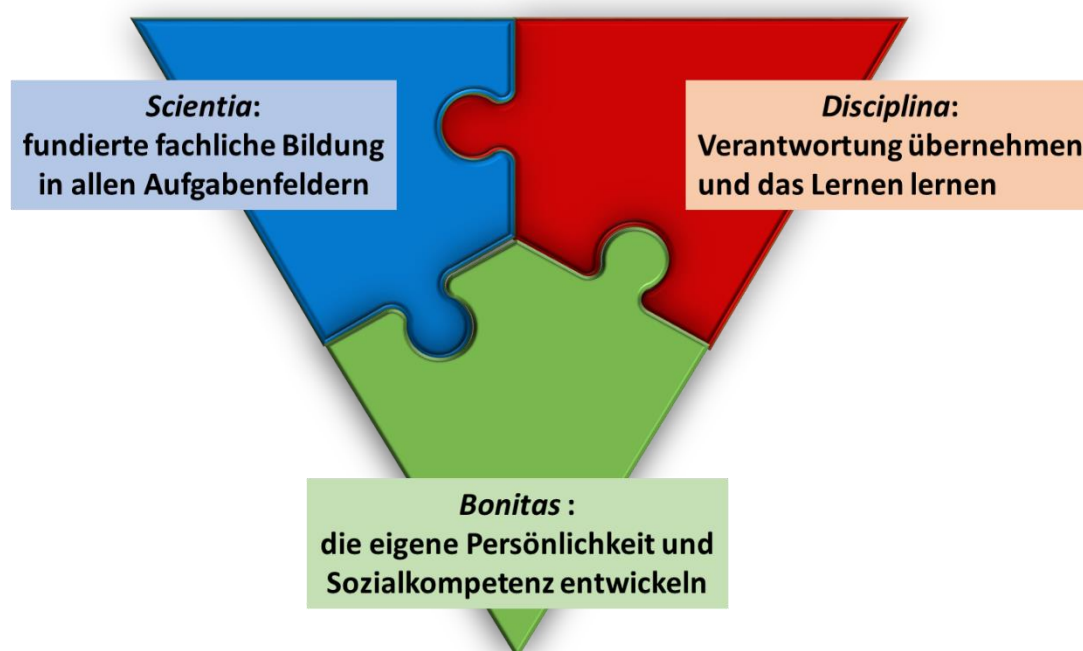 Scientia:
fundierte fachliche Bildung
in allen Aufgabenfeldern
Disciplina:
Verantwortung übernehmen
und das Lernen lernen
Bonitas :
die eigene Persönlichkeit und
Sozialkompetenz entwickeln